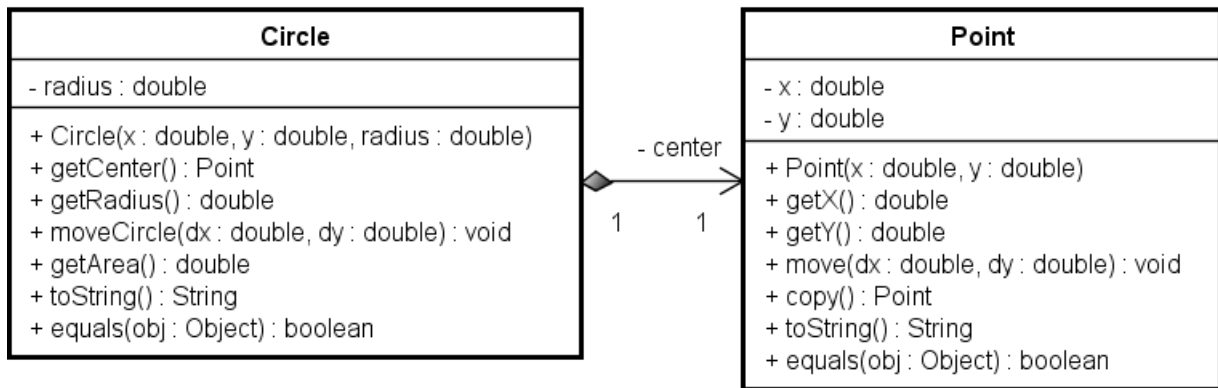 Circle
- radius : double
+ Circle(x : double, y : double, radius : double)
+ getCenter() : Point
+ getRadius() : double
+ moveCircle(dx : double, dy : double) : void
+ getArea() : double
+ toString() : String
+ equals(obj : Object) : boolean
- center
1
1
Point
- x : double
- y : double
+ Point(x : double, y : double)
+ getX() : double
+ getY() : double
+ move(dx : double, dy : double) : void
+ copy() : Point
+ toString() : String
+ equals(obj : Object) : boolean